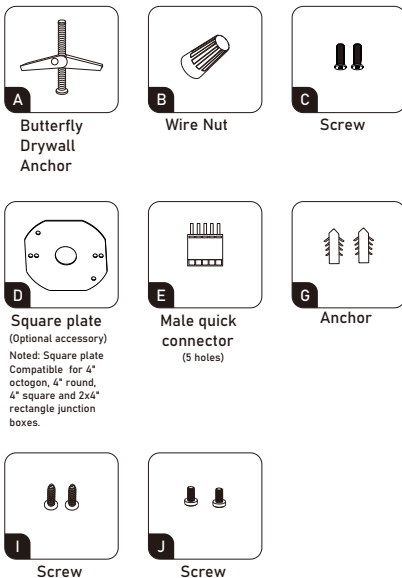 A
Butterfly
Drywall
Anchor
B
Wire Nut
C
Screw
D
Square plate
(Optional accessory)
Noted: Square plate
Compatible for 4"
octogon, 4" round,
4" square and 2x4"
rectangle junction
boxes.
E
Male quick
connector
(5 holes)
G
Anchor
I
Screw
J
Screw